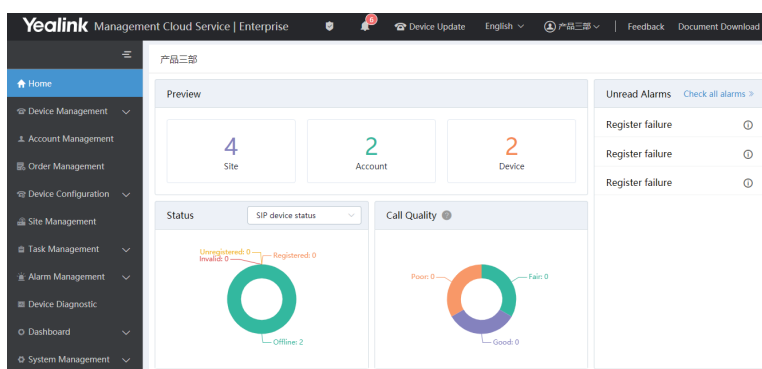 Yealink Management Cloud Service | Enterprise
6
Device Update
English
产品三部
Feedback
Document Download
Home
Device Management
Account Management
Order Management
Device Configuration
Site Management
Task Management
Alarm Management
Device Diagnostic
Dashboard
System Management
产品三部
Preview
4
Site
2
Account
2
Device
Unread Alarms
Check all alarms »
Register failure
Register failure
Register failure
Status
SIP device status
Unregistered: 0
Invalid: 0
Registered: 0
Offline: 2
Call Quality
Poor: 0
Fair: 0
Good: 0